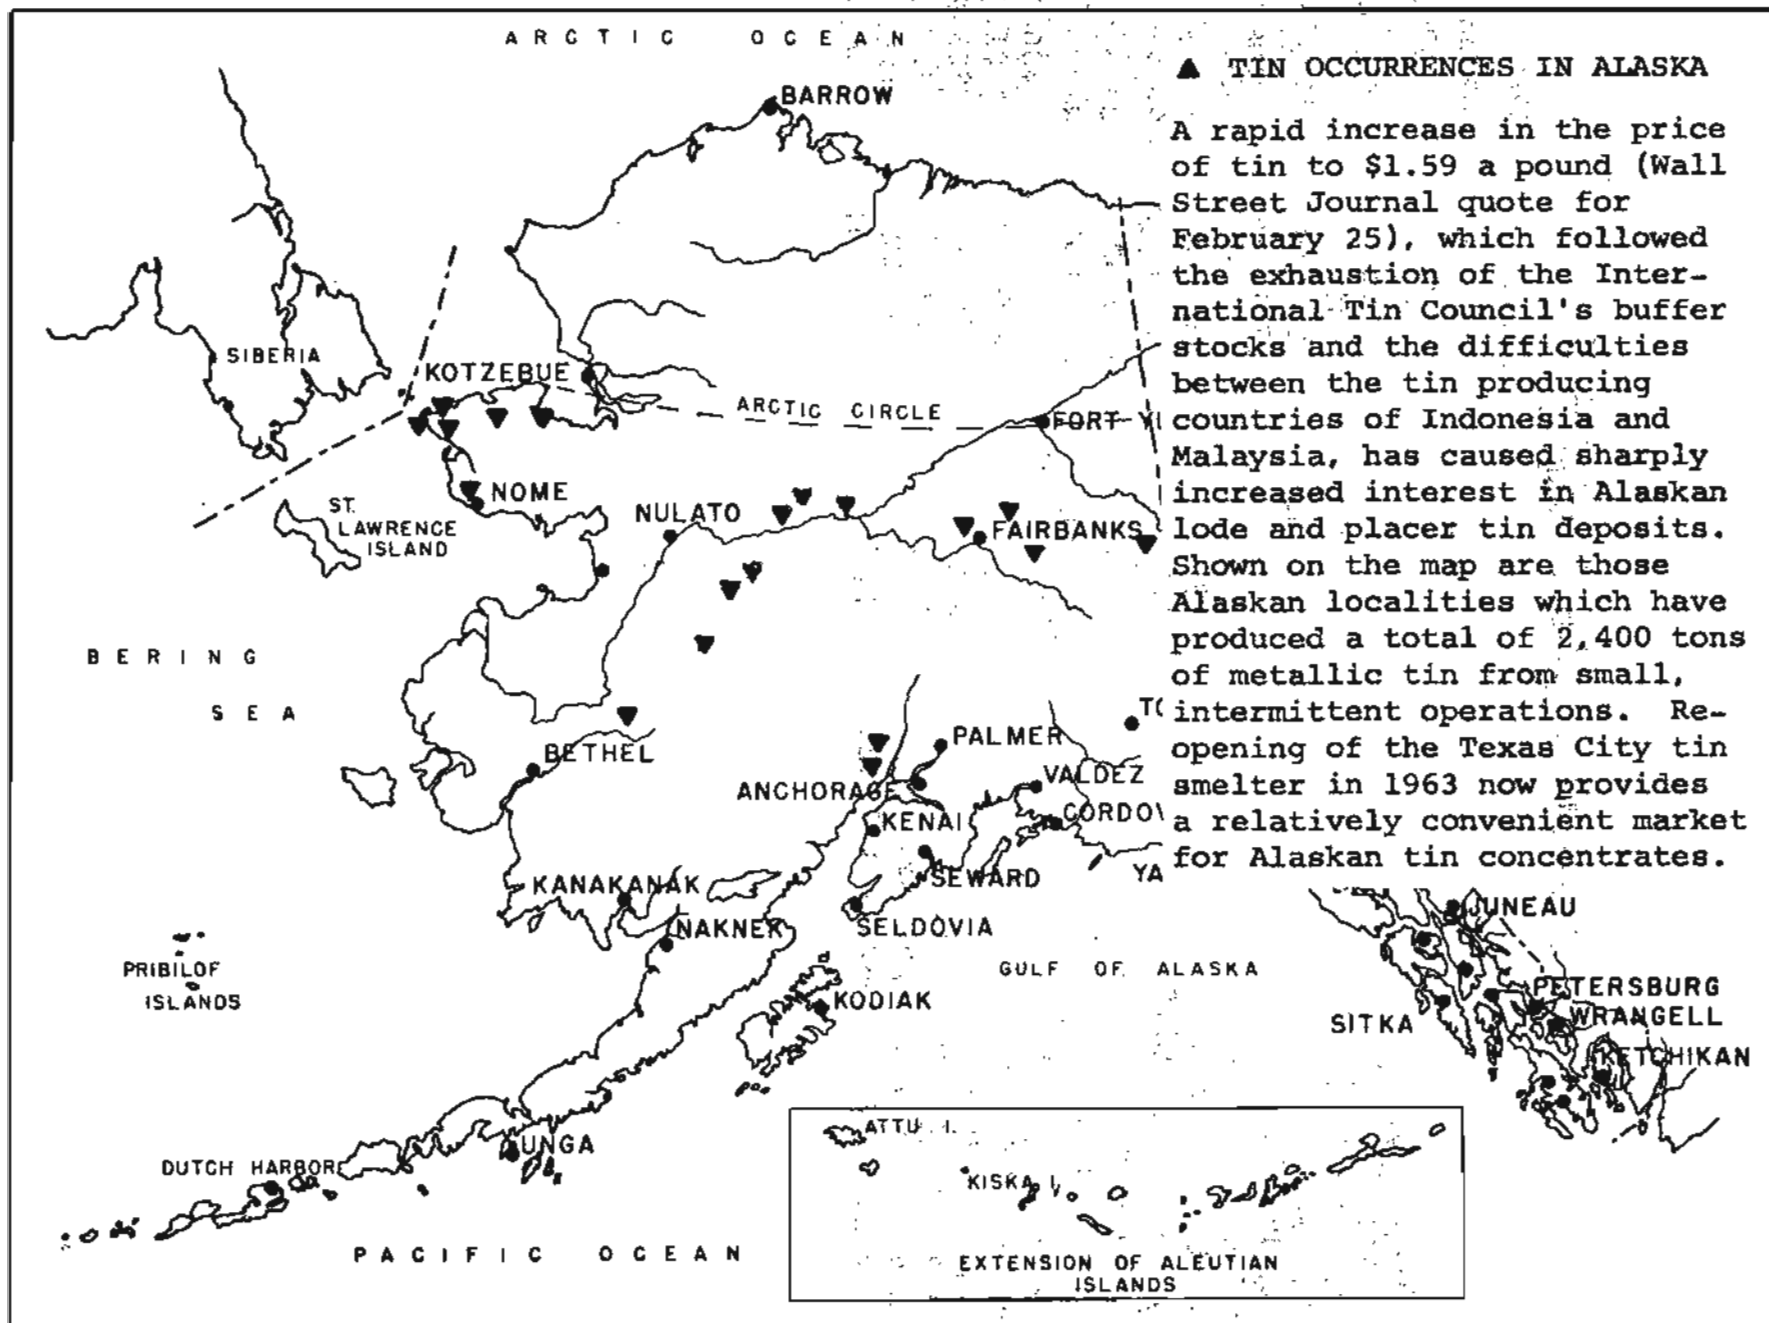 ARCTIC OCEAN
▲ TIN OCCURRENCES IN ALASKA
BARROW
A rapid increase in the price
of tin to $1.59 a pound (Wall
Street Journal quote for
February 25), which followed
the exhaustion of the Inter-
national Tin Council's buffer
stocks and the difficulties
between the tin producing
countries of Indonesia and
Malaysia, has caused sharply
increased interest in Alaskan
lode and placer tin deposits.
Shown on the map are those
Alaskan localities which have
produced a total of 2,400 tons
of metallic tin from small,
intermittent operations. Re-
opening of the Texas City tin
smelter in 1963 now provides
a relatively convenient market
for Alaskan tin concentrates.
SIBERIA
KOTZEBUE
ARCTIC CIRCLE
FORT Y
NOME
ST.
LAWRENCE
ISLAND
NULATO
FAIRBANKS
BERING
SEA
BETHEL
PALMER
ANCHORAGE
VALDEZ
KENAI
CORDOV
SEWARD
YA
KANAKANAK
NAKNEK
SELDOVIA
JUNEAU
PRIBILOF
ISLANDS
KODIAK
GULF OF ALASKA
PETERSBURG
SITKA
WRANGELL
KETCHIKAN
UNGA
DUTCH HARBOR
ATTU I.
KISKA I.
PACIFIC OCEAN
EXTENSION OF ALEUTIAN
ISLANDS